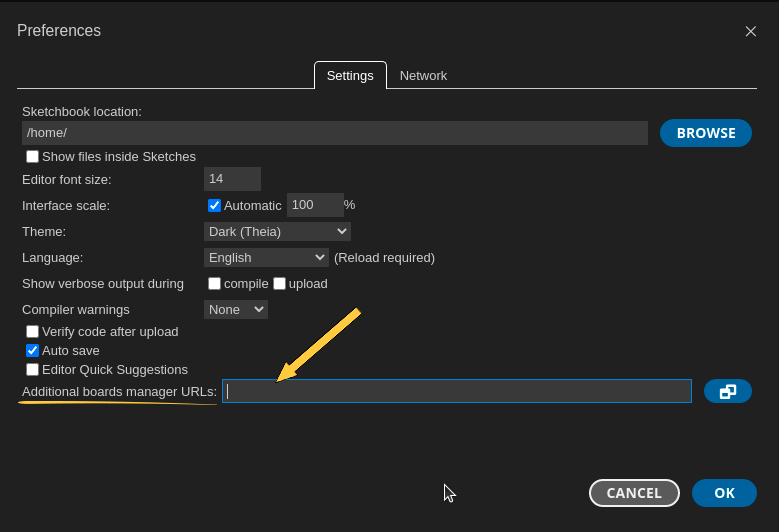 Preferences
Settings Network
Sketchbook location:
/home/ BROWSE
Show files inside Sketches
Editor font size: 14
Interface scale: Automatic 100 %
Theme: Dark (Theia)
Language: English (Reload required)
Show verbose output during compile upload
Compiler warnings None
Verify code after upload
Auto save
Editor Quick Suggestions
Additional boards manager URLs:
CANCEL OK